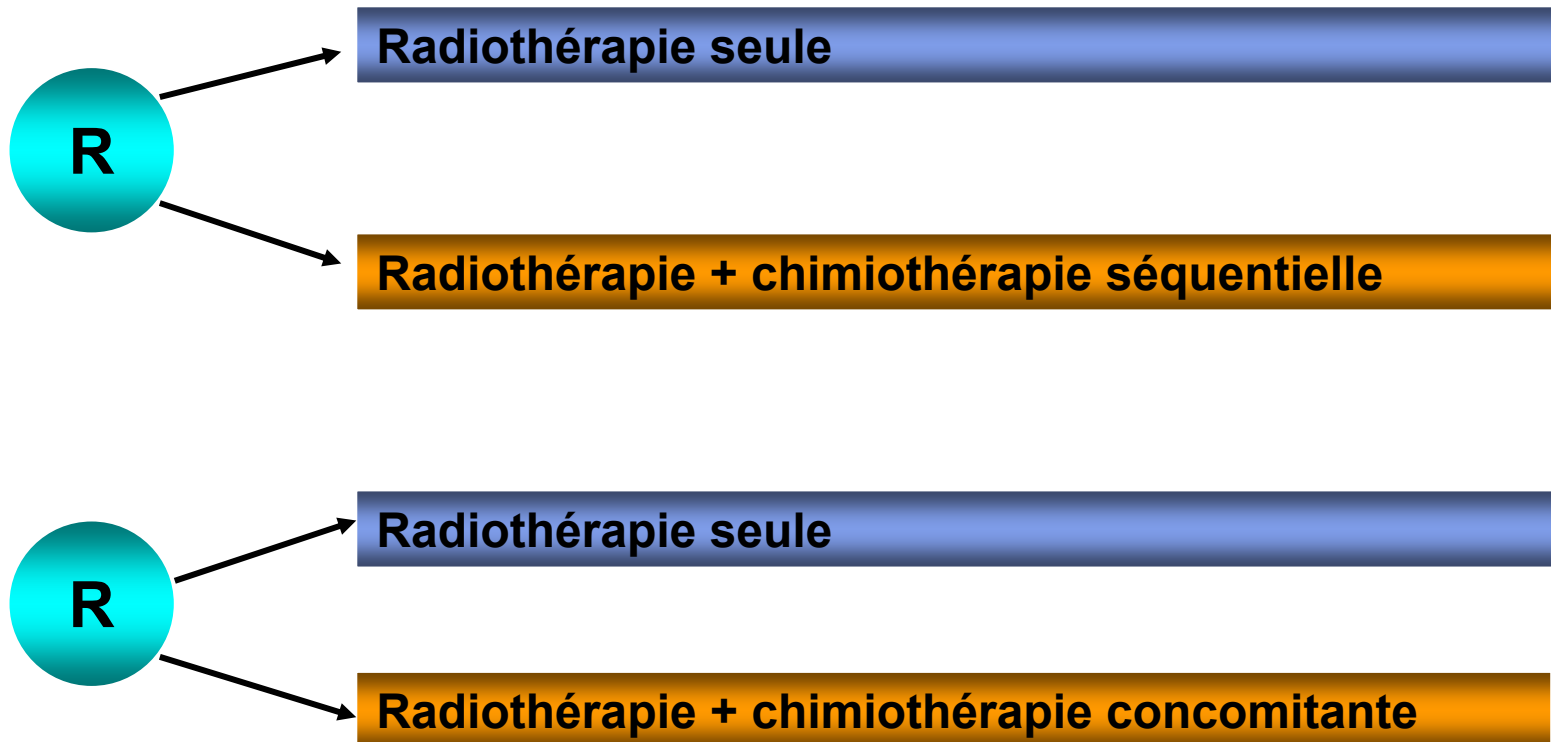 Radiothérapie seule
R
Radiothérapie + chimiothérapie séquentielle
Radiothérapie seule
R
Radiothérapie + chimiothérapie concomitante